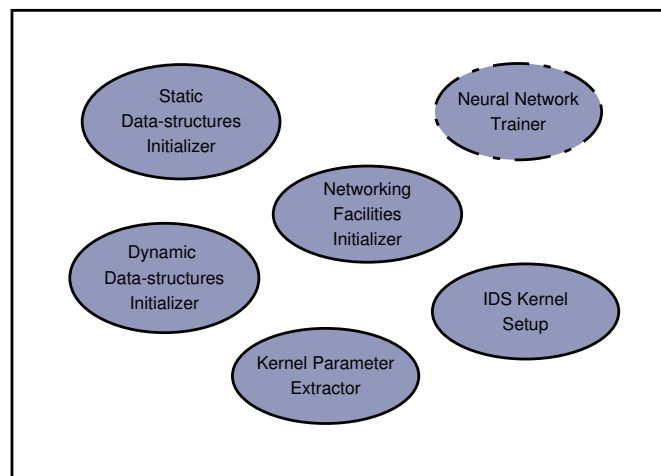 Static
Data-structures
Initializer
Neural Network
Trainer
Networking
Facilities
Initializer
Dynamic
Data-structures
Initializer
IDS Kernel
Setup
Kernel Parameter
Extractor